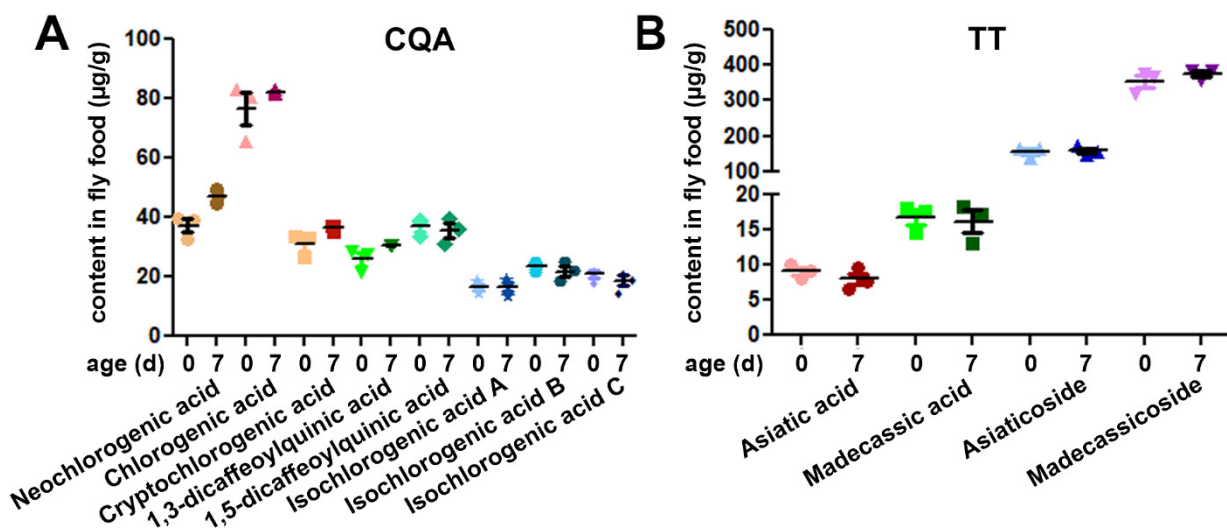 A
CQA
content in fly food (µg/g)
100
80
60
40
20
0
age (d) 0 7 0 7 0 7 0 7 0 7 0 7 0 7 0 7
Neochlorogenic acid
Chlorogenic acid
Cryptochlorogenic acid
1,3-dicaffeoylquinic acid
1,5-dicaffeoylquinic acid
Isochlorogenic acid A
Isochlorogenic acid B
Isochlorogenic acid C
B
TT
content in fly food (µg/g)
500
400
300
200
100
20
15
10
5
0
age (d) 0 7 0 7 0 7 0 7
Asiatic acid
Madecassic acid
Asiaticoside
Madecassicoside